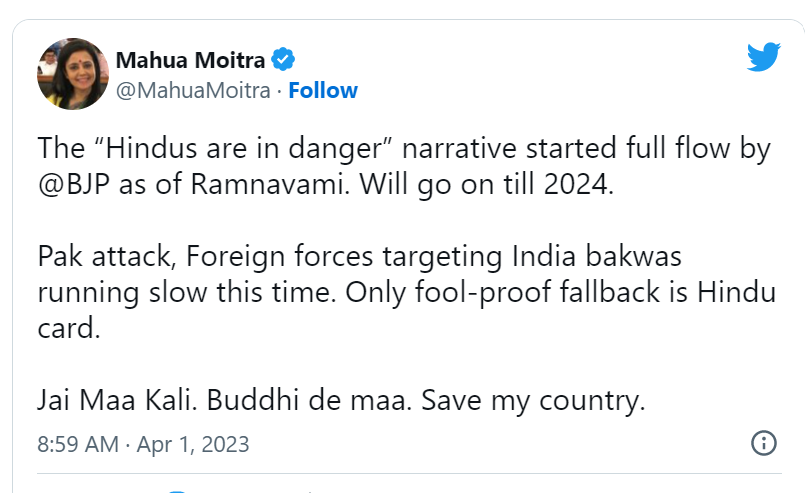 Mahua Moitra
@MahuaMoitra · Follow
The “Hindus are in danger” narrative started full flow by
@BJP as of Ramnavami. Will go on till 2024.
Pak attack, Foreign forces targeting India bakwas
running slow this time. Only fool-proof fallback is Hindu
card.
Jai Maa Kali. Buddhi de maa. Save my country.
8:59 AM · Apr 1, 2023